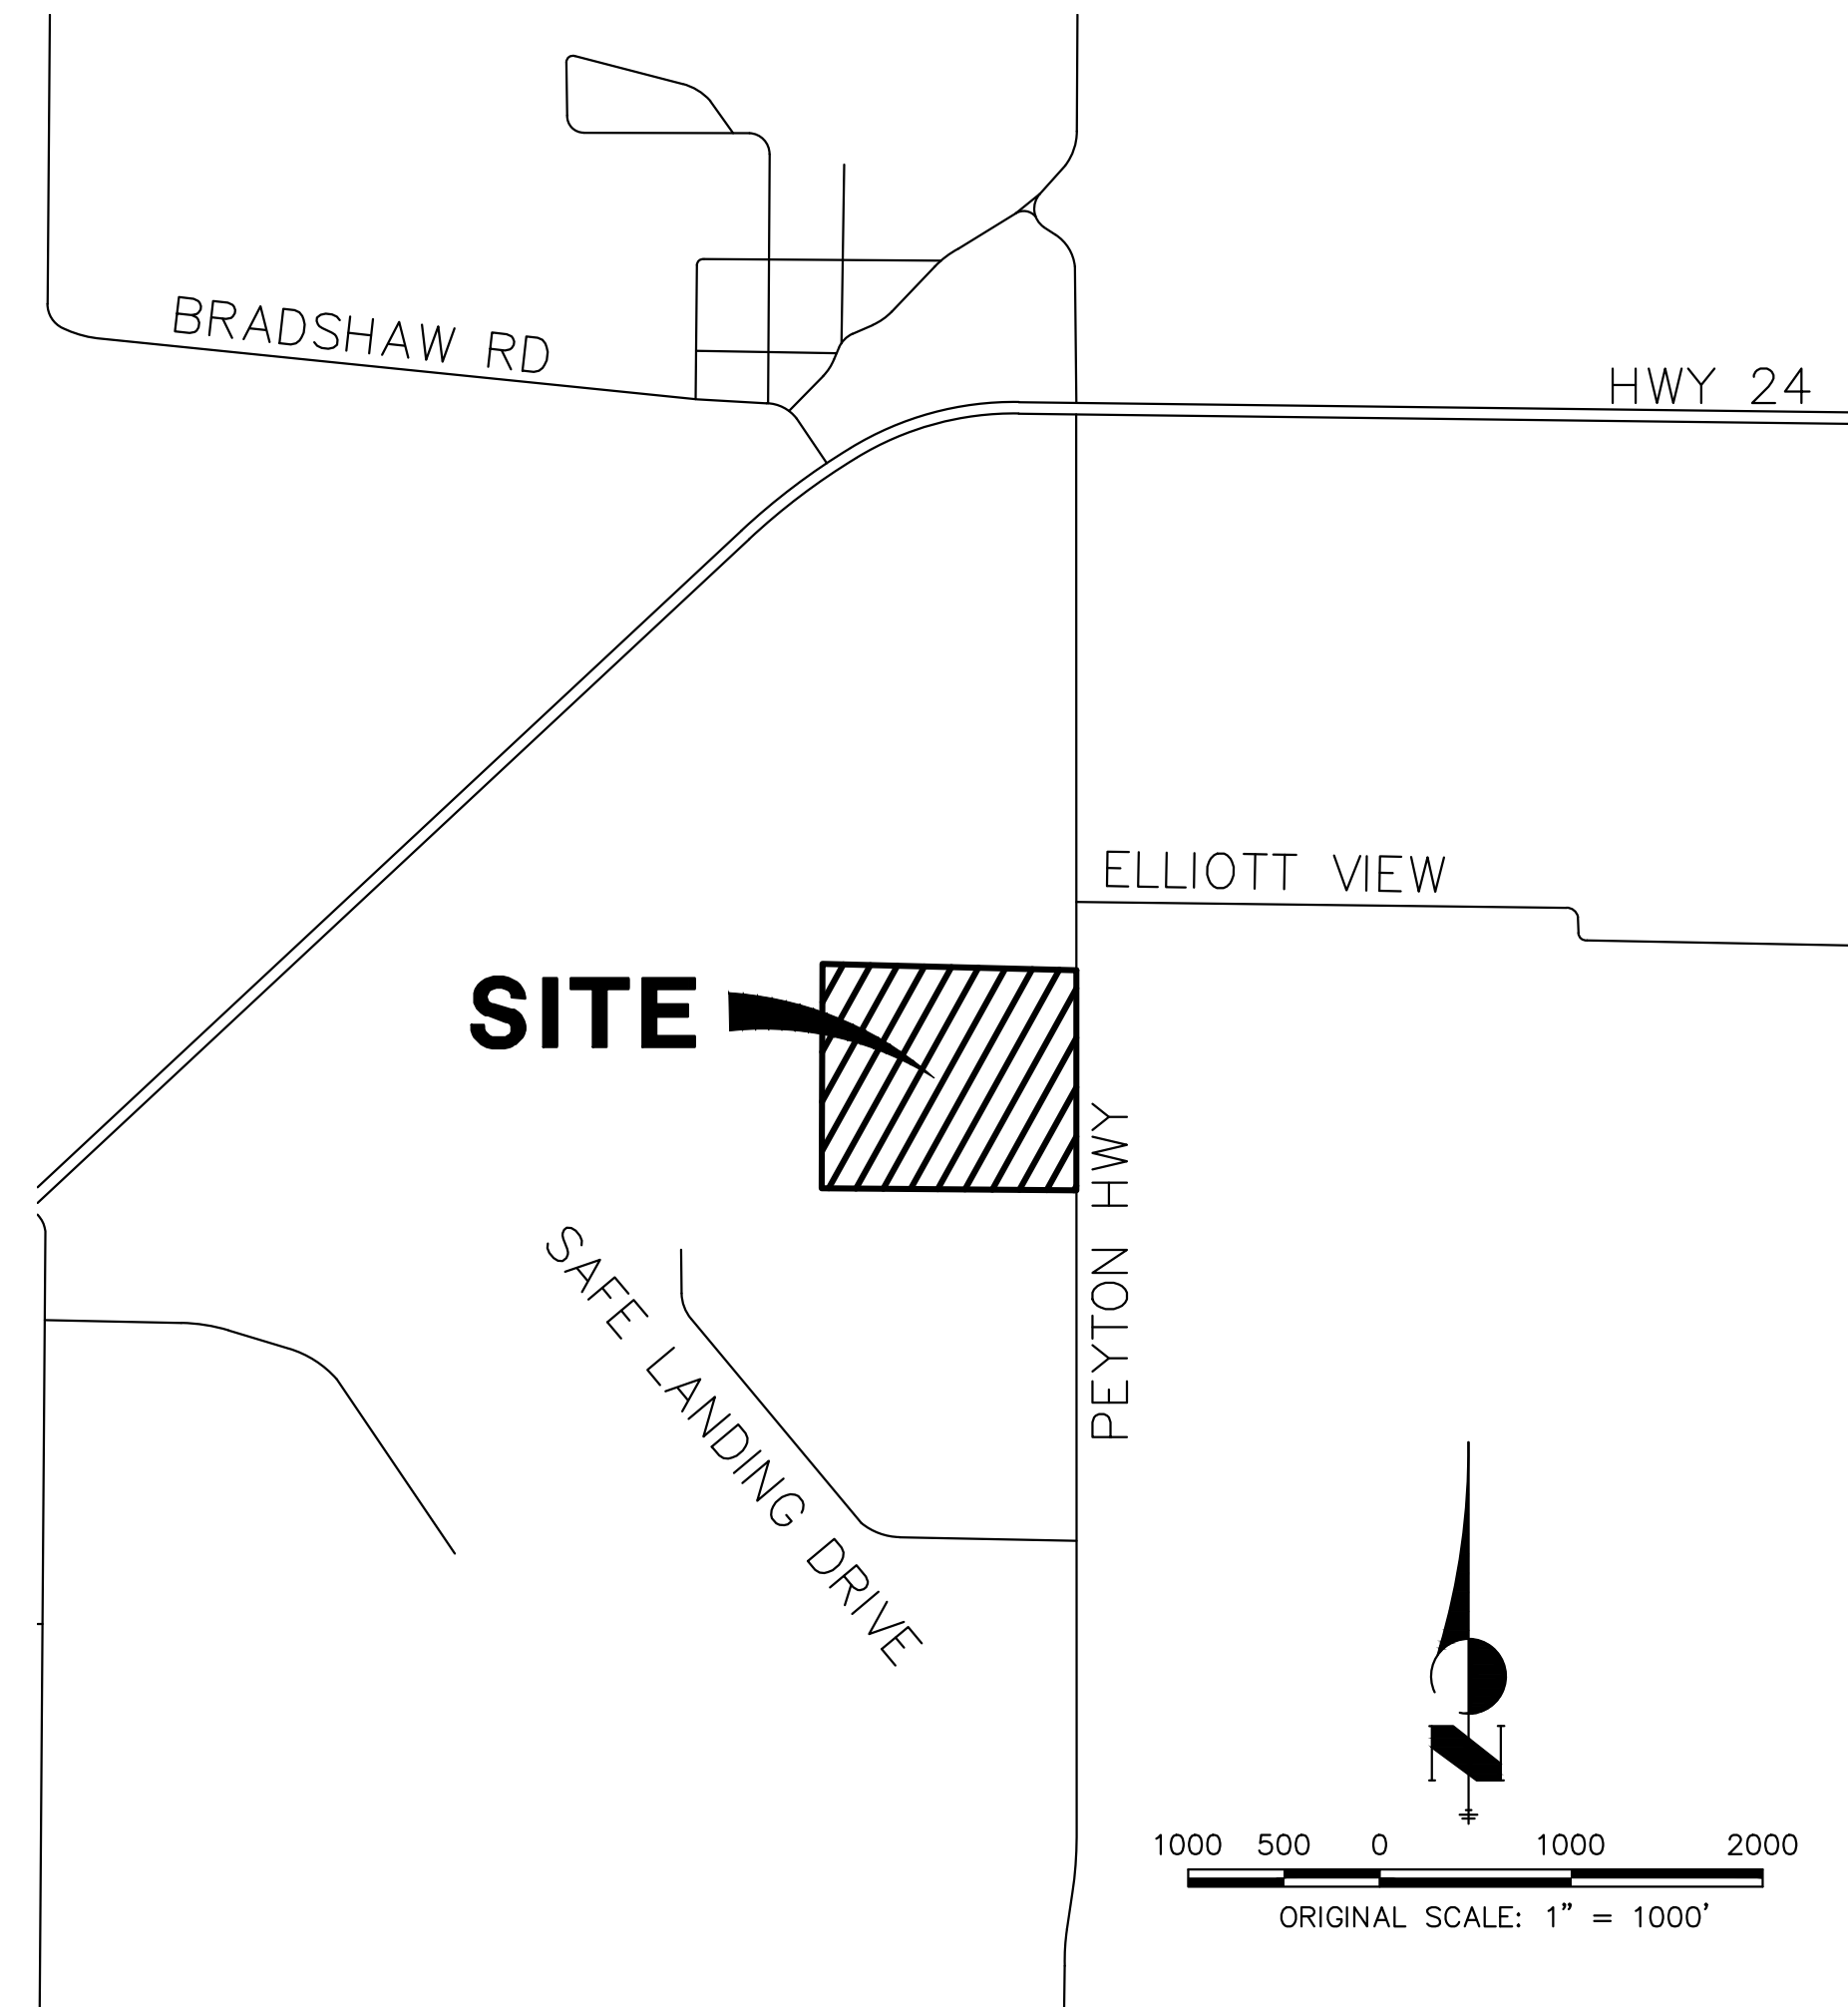 BRADSHAW RD
HWY 24
ELLIOTT VIEW
SITE
PEYTON HWY
SAFE LANDING DRIVE
N
1000 500 0 1000 2000
ORIGINAL SCALE: 1" = 1000'